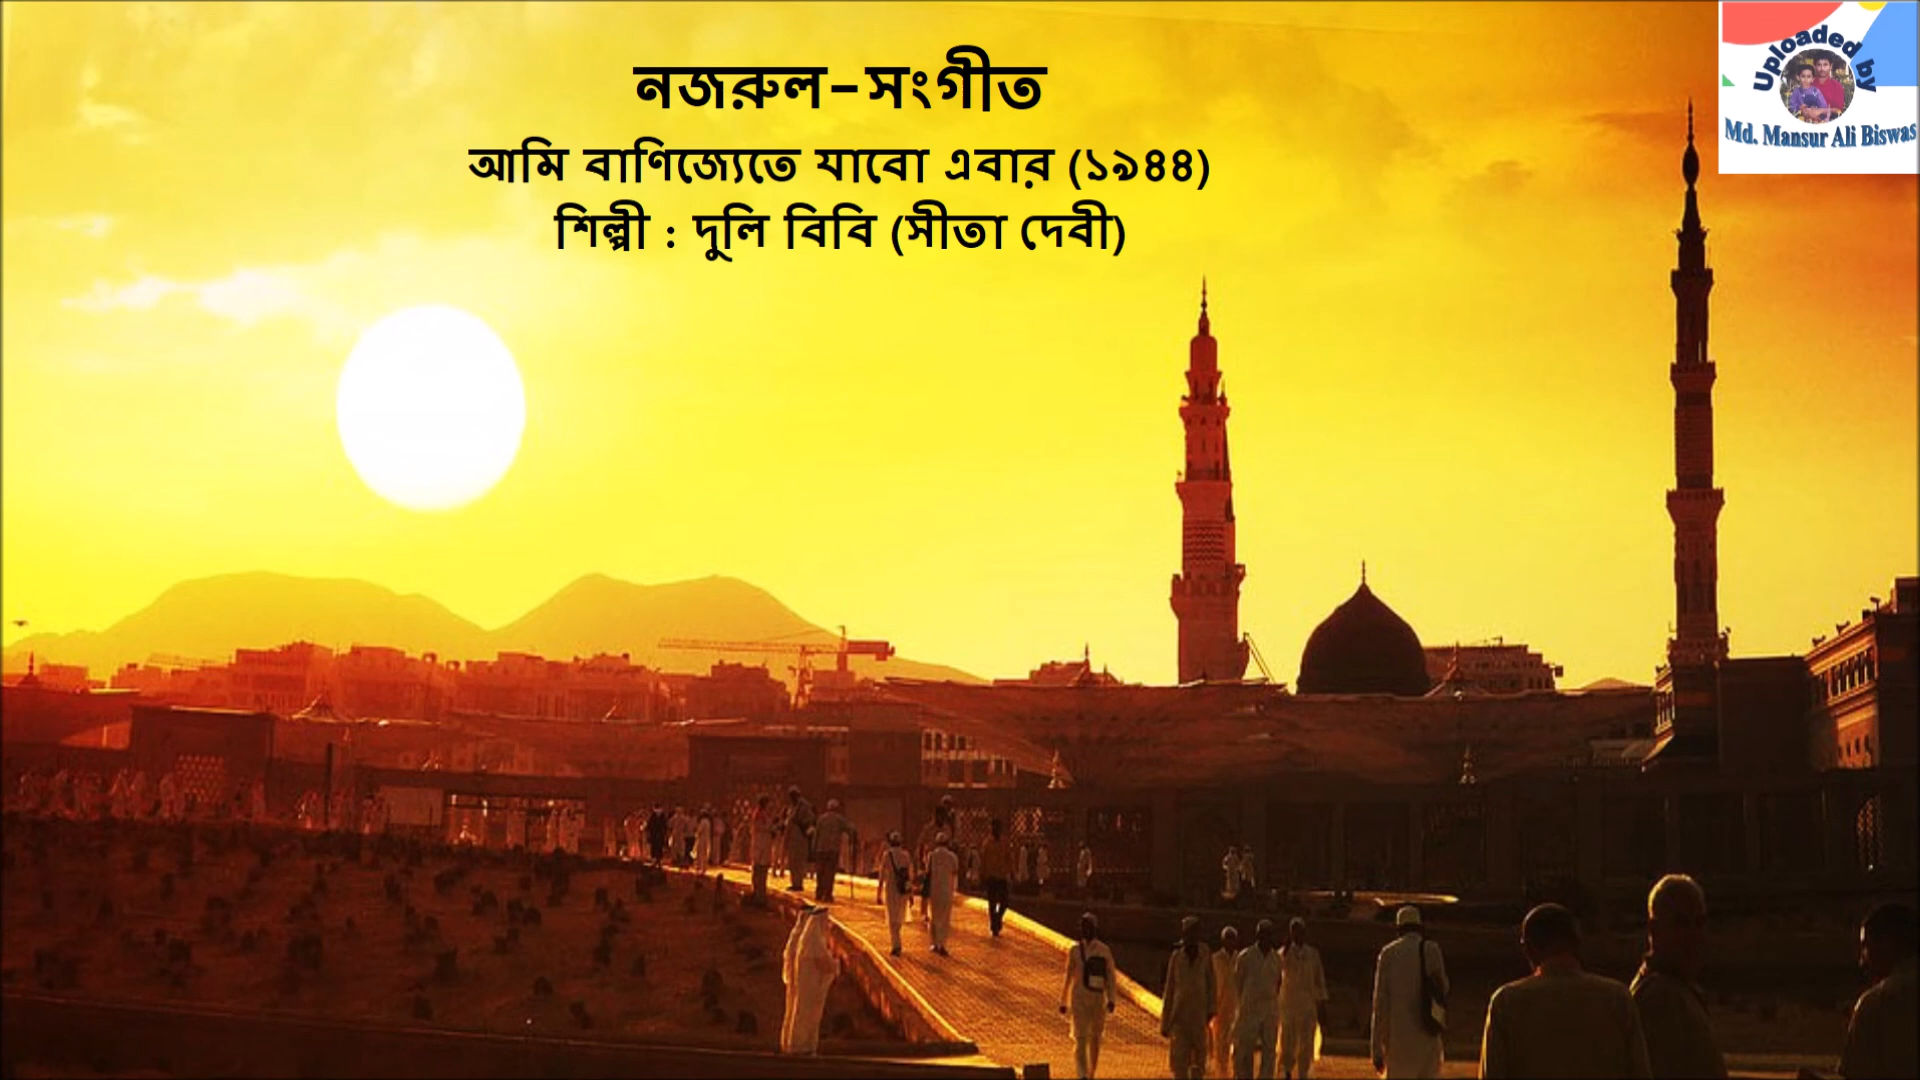 নজরুল-সংগীত
আমি বাণিজ্যেতে যাবো এবার (১৯৪৪)
শিল্পী : দুলি বিবি (সীতা দেবী)
Uploaded by
Md. Mansur Ali Biswas